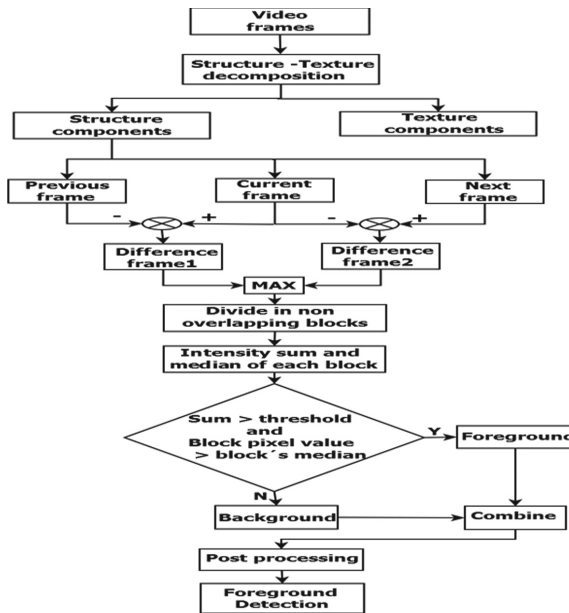 Video
frames
Structure -Texture
decomposition
Structure
components
Texture
components
Previous
frame
Current
frame
Next
frame
-
+
-
+
Difference
frame1
Difference
frame2
MAX
Divide in non
overlapping blocks
Intensity sum and
median of each block
Sum > threshold
and
Block pixel value
> block´s median
Y
Foreground
N
Background
Combine
Post processing
Foreground
Detection